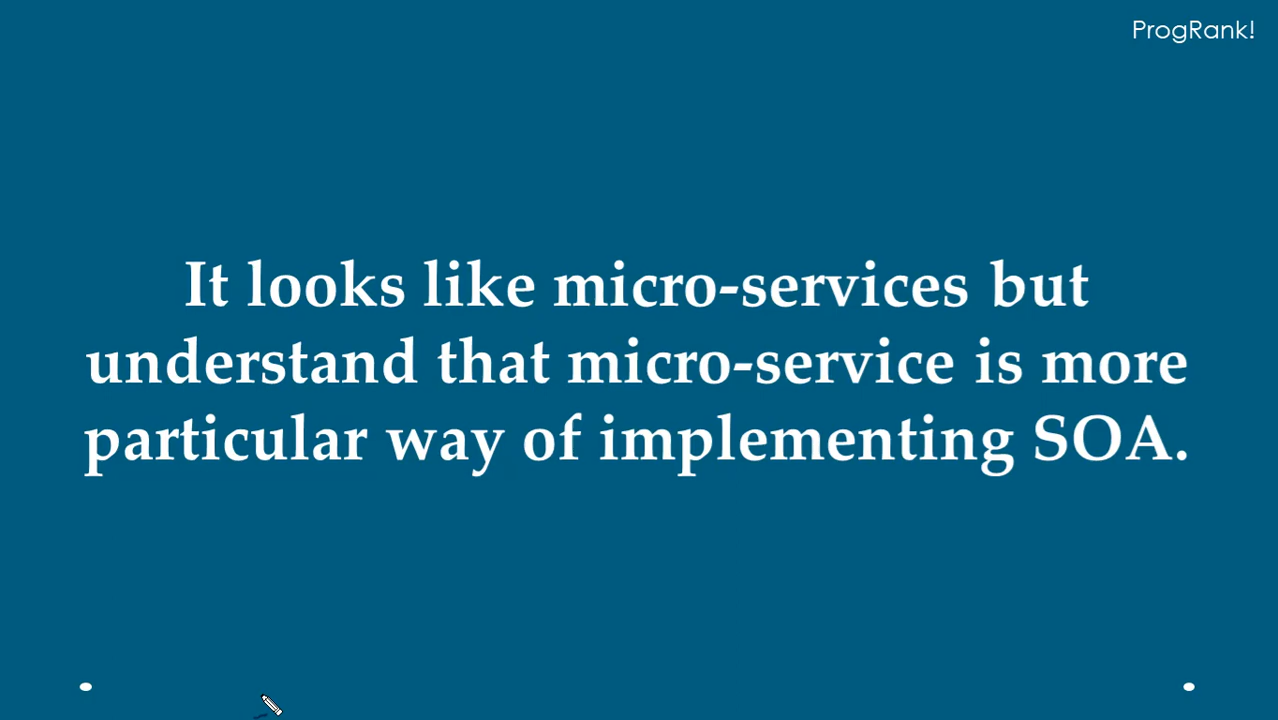 ProgRank!
It looks like micro-services but
understand that micro-service is more
particular way of implementing SOA.